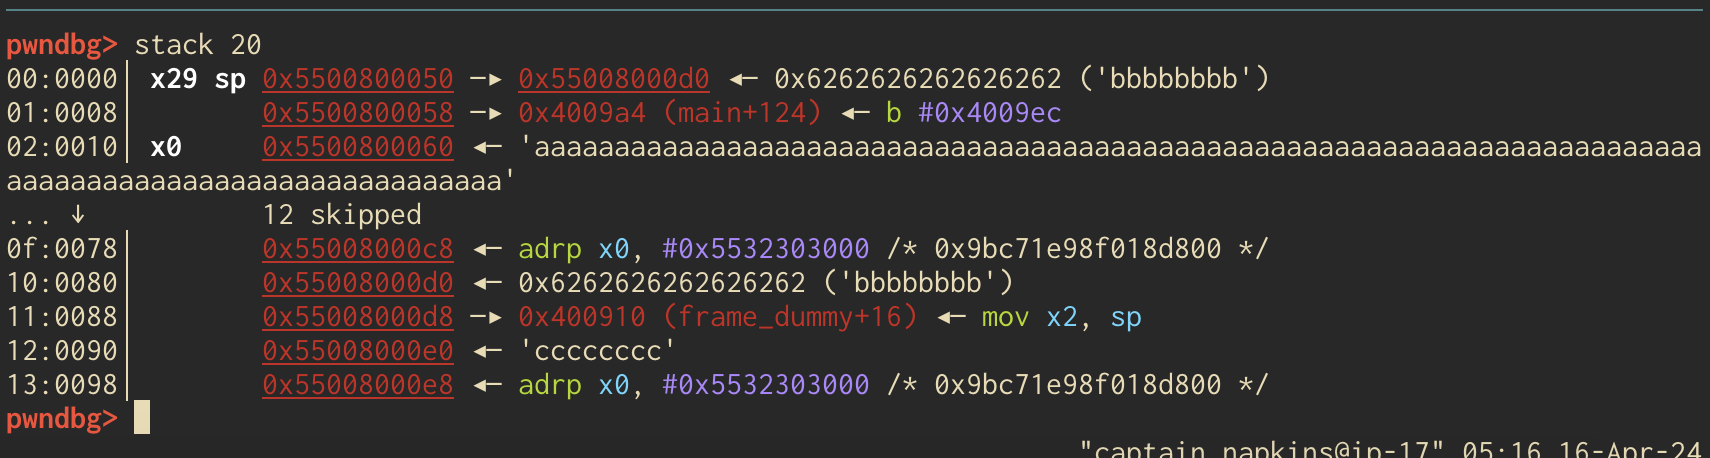 pwndbg> stack 20
00:0000│ x29 sp 0x5500800050 —▸ 0x55008000d0 ◂— 0x6262626262626262 ('bbbbbbbb')
01:0008│        0x5500800058 —▸ 0x4009a4 (main+124) ◂— b #0x4009ec
02:0010│ x0     0x5500800060 ◂— 'aaaaaaaaaaaaaaaaaaaaaaaaaaaaaaaaaaaaaaaaaaaaaaaaaaaaaaaaaaaaaaaaaaaaaaaaa
aaaaaaaaaaaaaaaaaaaaaaaaaaaaaaa'
... ↓           12 skipped
0f:0078│        0x55008000c8 ◂— adrp x0, #0x5532303000 /* 0x9bc71e98f018d800 */
10:0080│        0x55008000d0 ◂— 0x6262626262626262 ('bbbbbbbb')
11:0088│        0x55008000d8 —▸ 0x400910 (frame_dummy+16) ◂— mov x2, sp
12:0090│        0x55008000e0 ◂— 'cccccccc'
13:0098│        0x55008000e8 ◂— adrp x0, #0x5532303000 /* 0x9bc71e98f018d800 */
pwndbg>
"captain_napkins@ip-17" 05:16 16-Apr-24